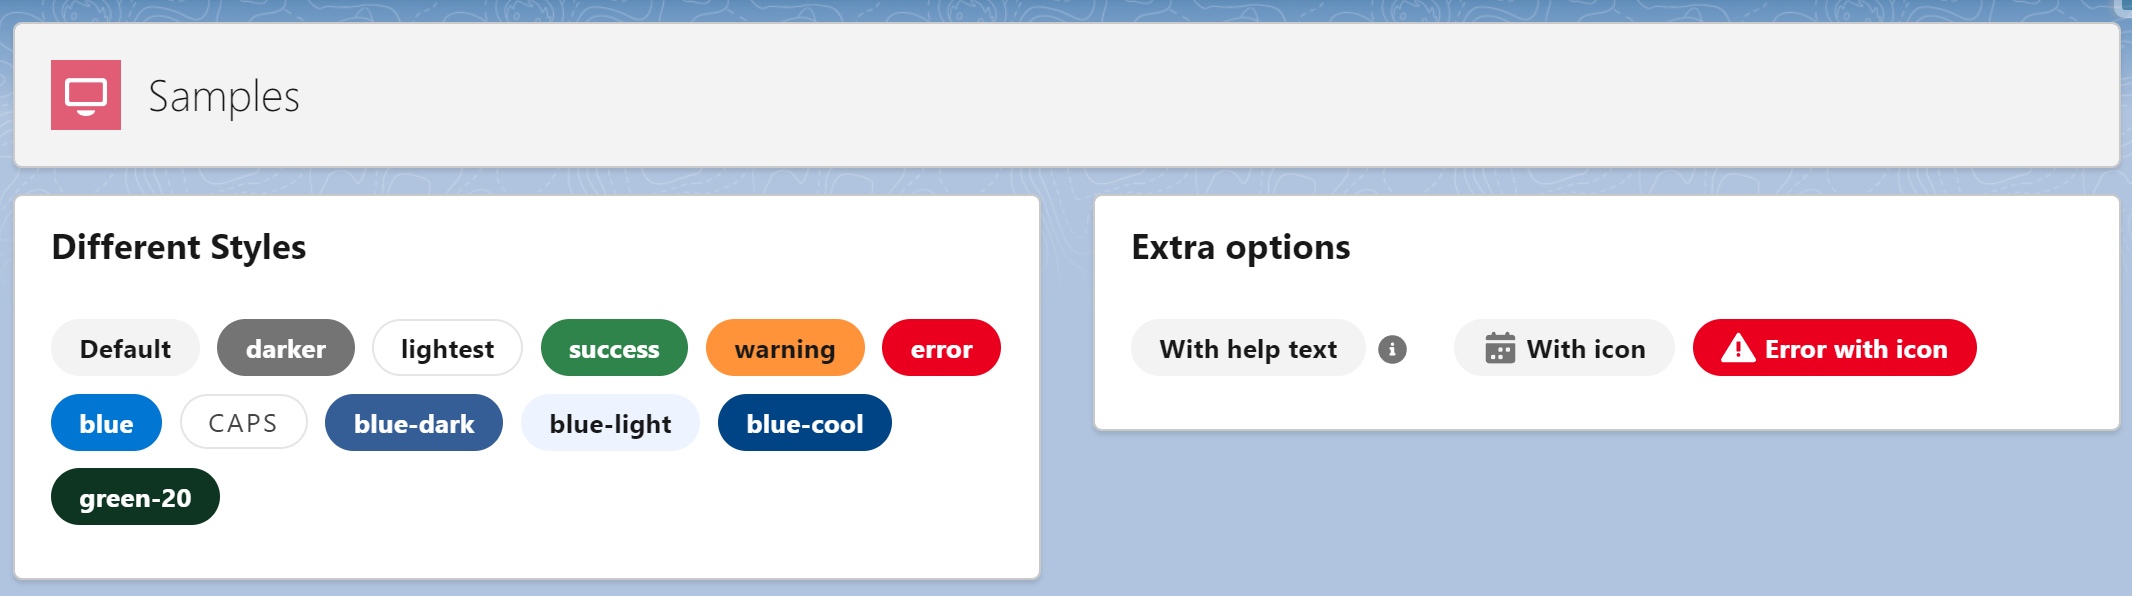 Samples
Different Styles
Default darker lightest success warning error
blue CAPS blue-dark blue-light blue-cool
green-20
Extra options
With help text With icon Error with icon